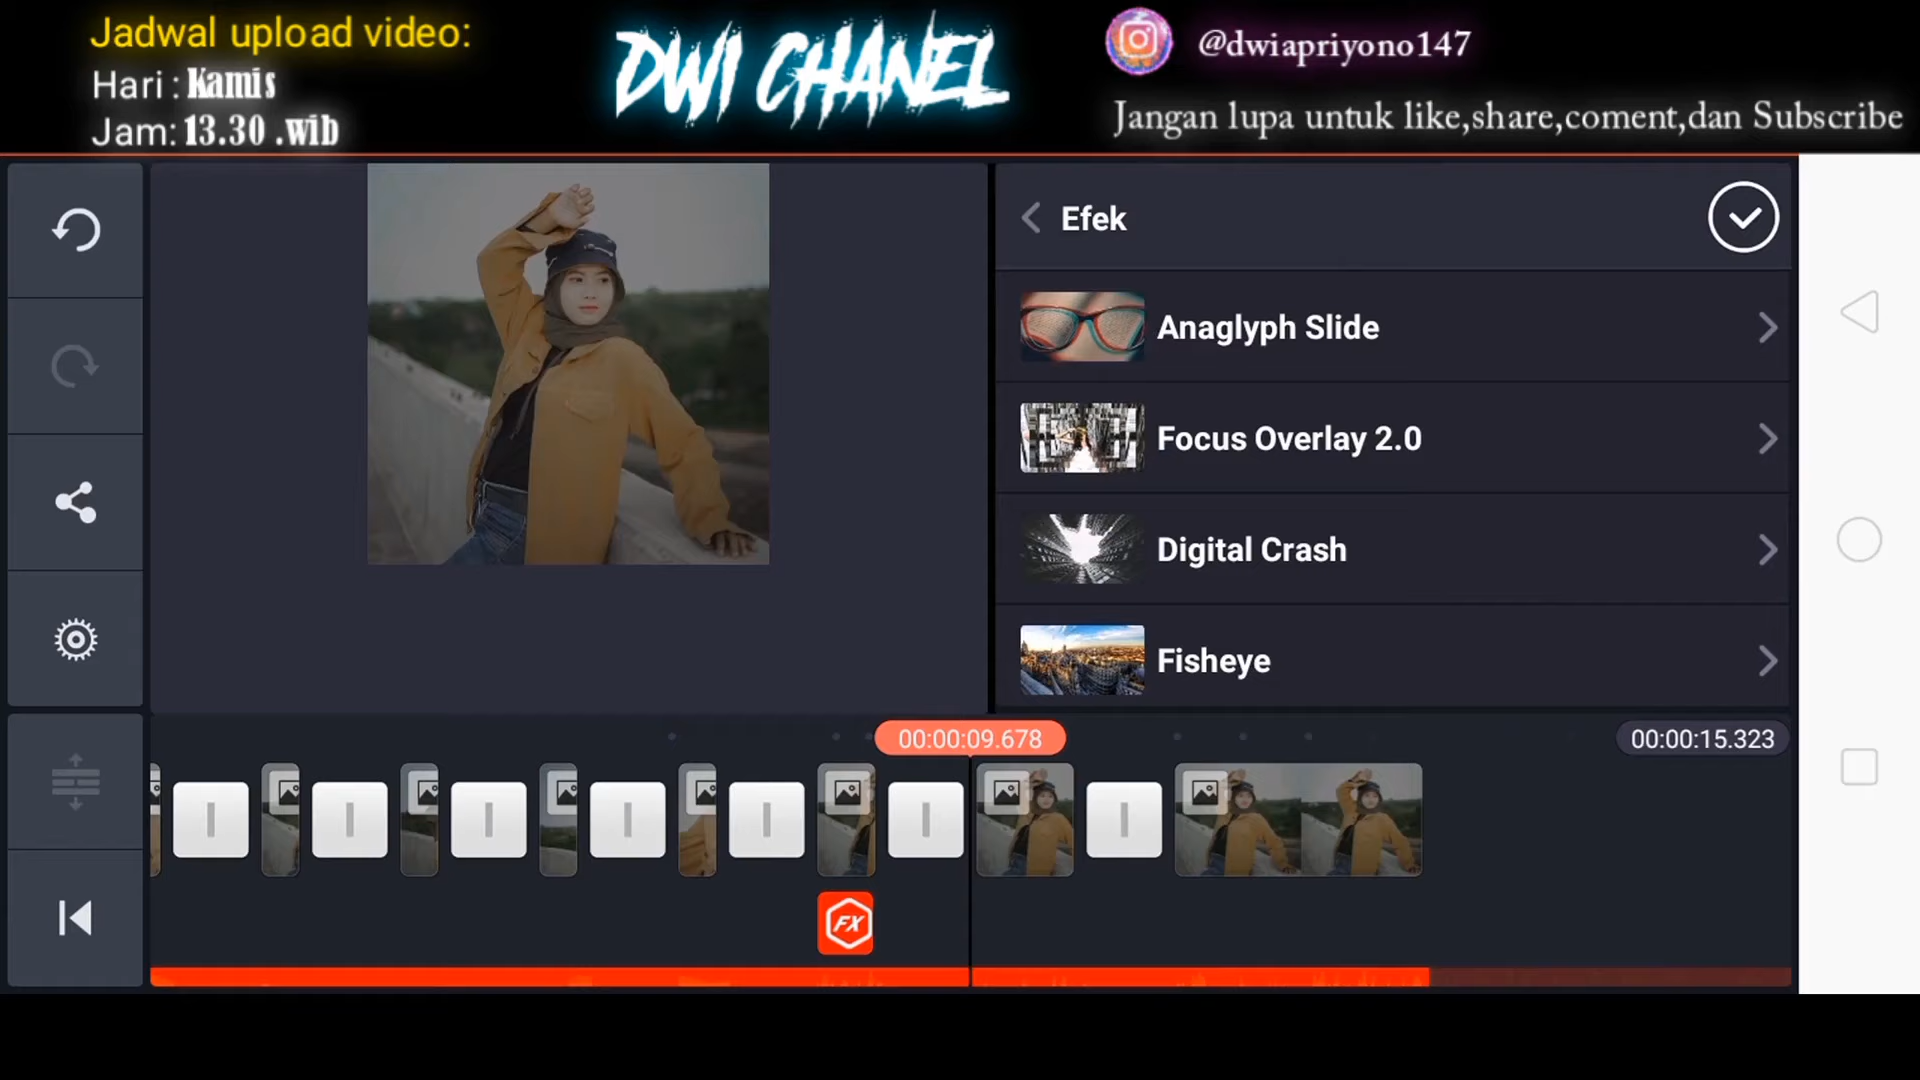 Jadwal upload video:
Hari : Kamis
Jam: 13.30 .wib
DWI CHANEL
@dwiapriyono147
Jangan lupa untuk like,share,coment,dan Subscribe
Efek
Anaglyph Slide
Focus Overlay 2.0
Digital Crash
Fisheye
00:00:09.678
00:00:15.323
FX